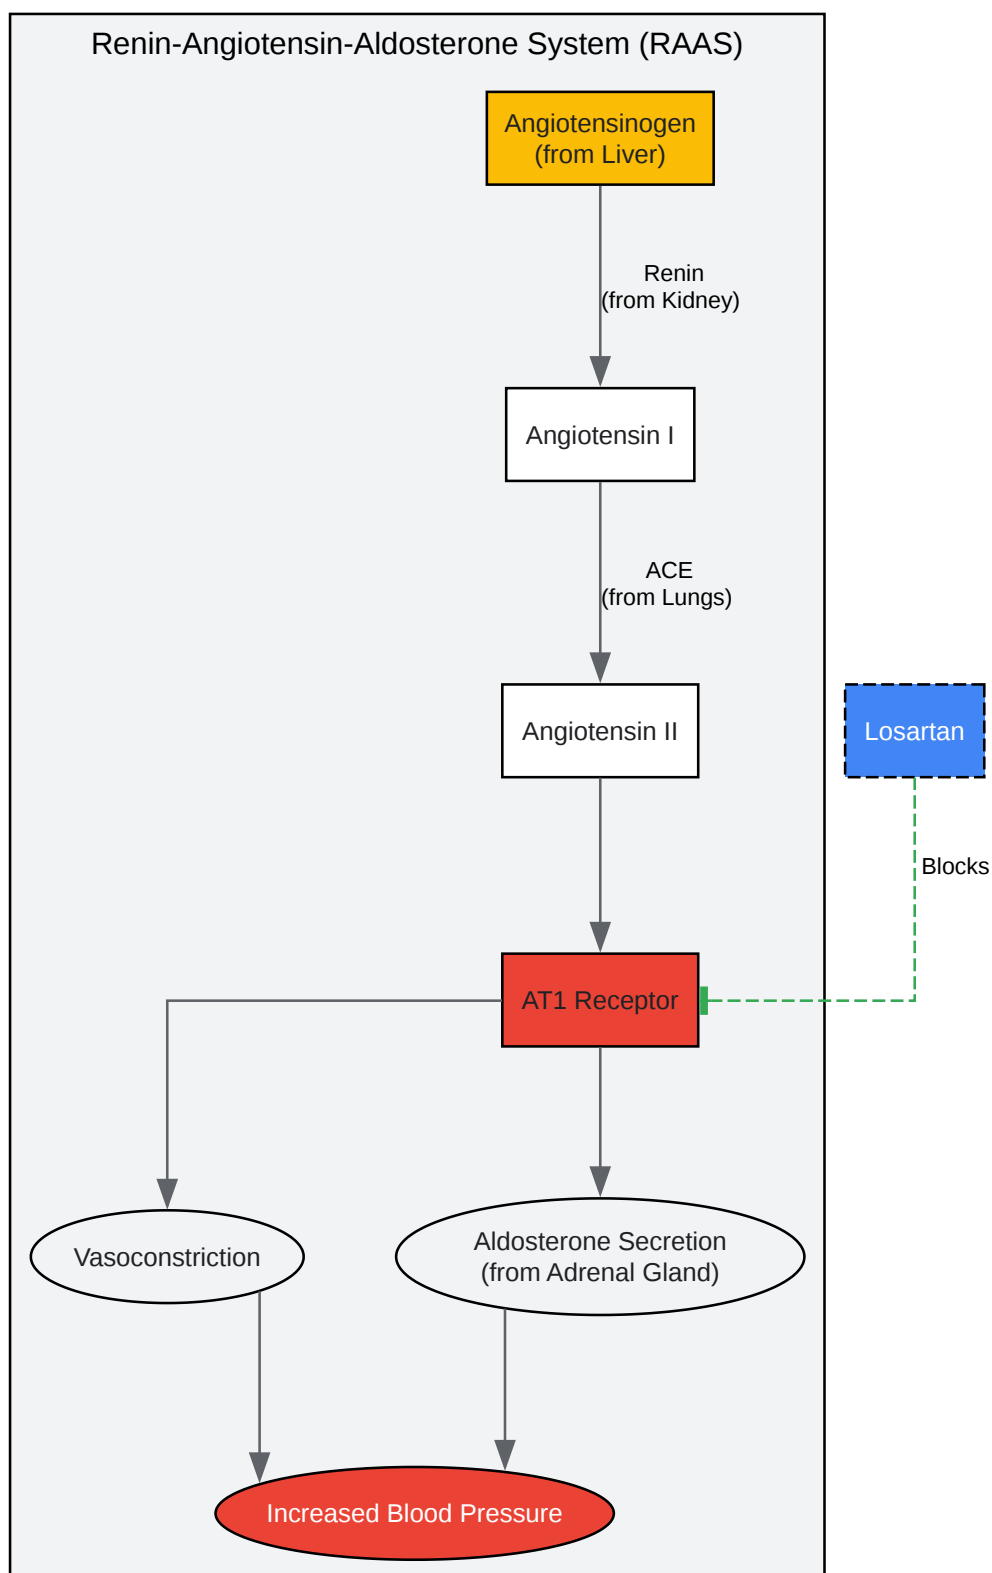 Renin-Angiotensin-Aldosterone System (RAAS)
Angiotensinogen
(from Liver)
Renin
(from Kidney)
Angiotensin I
ACE
(from Lungs)
Angiotensin II
Losartan
Blocks
AT1 Receptor
Vasoconstriction
Aldosterone Secretion
(from Adrenal Gland)
Increased Blood Pressure